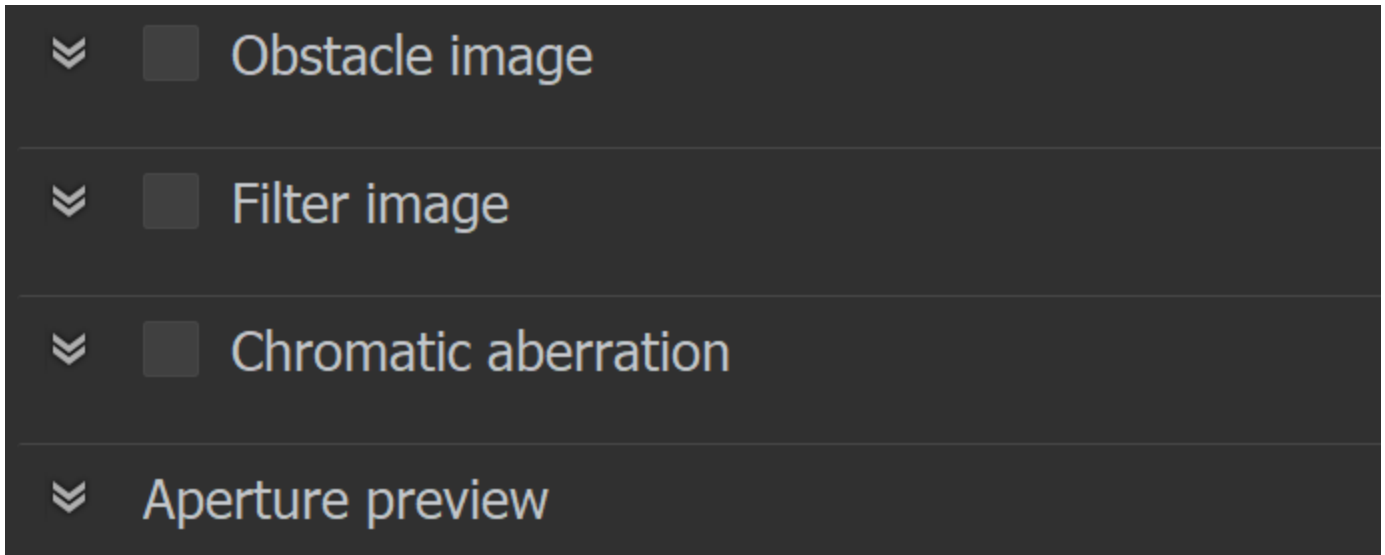 Obstacle image
Filter image
Chromatic aberration
Aperture preview